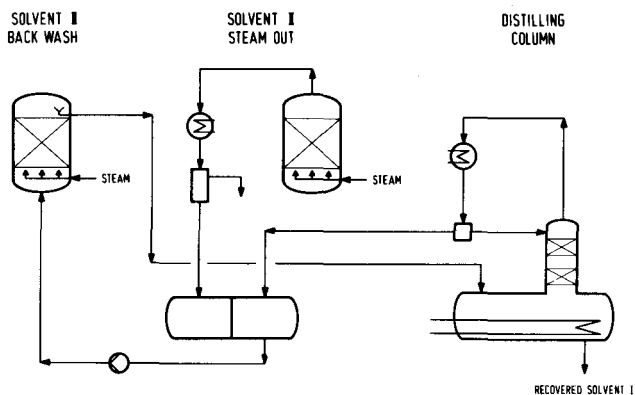 SOLVENT II
BACK WASH
SOLVENT II
STEAM OUT
DISTILLING
COLUMN
STEAM
STEAM
RECOVERED SOLVENT I